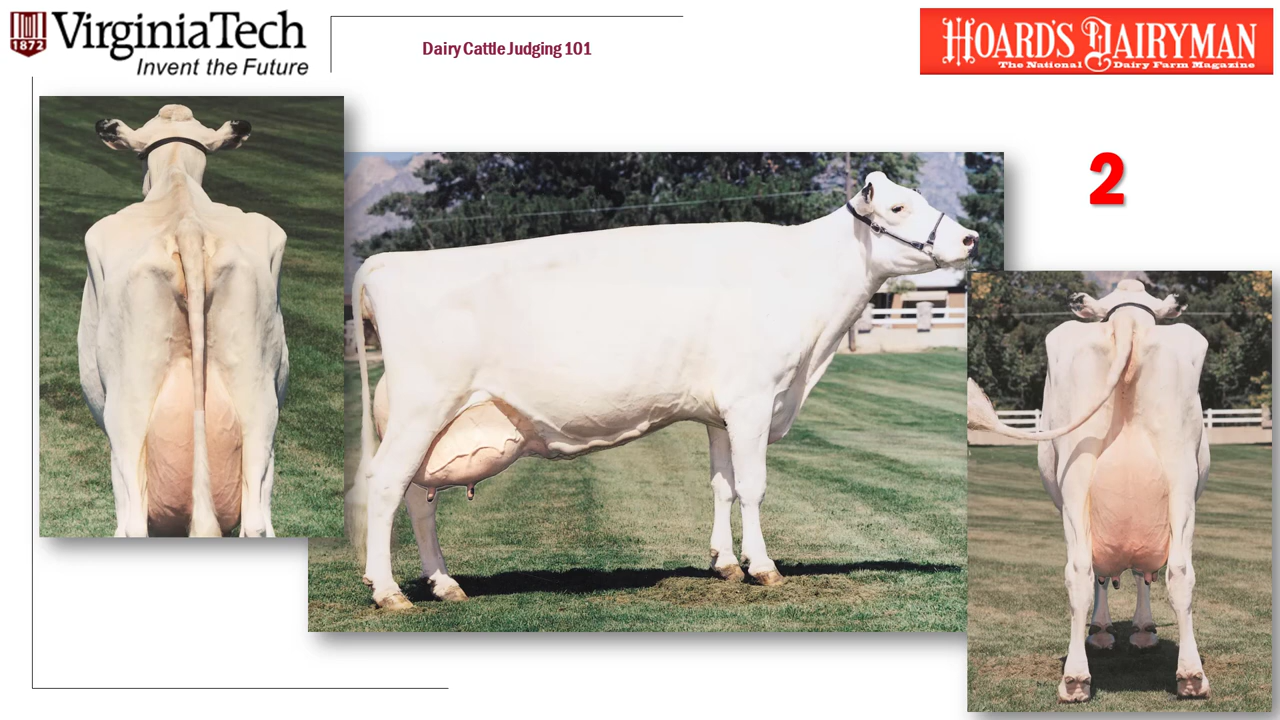 VirginiaTech
1872
Invent the Future
Dairy Cattle Judging 101
HOARD'S DAIRYMAN
The National Dairy Farm Magazine
2